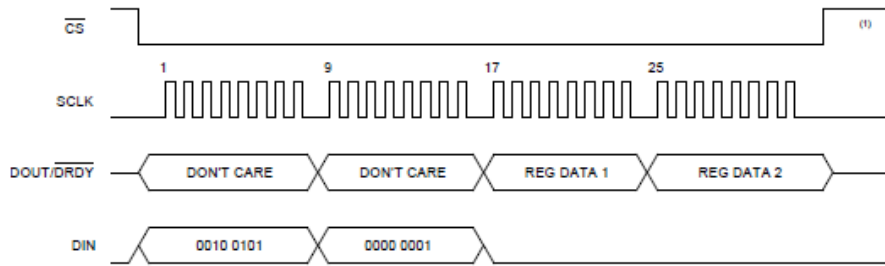 CS (1)
1 9 17 25
SCLK
DOUT/DRDY DON'T CARE DON'T CARE REG DATA 1 REG DATA 2
DIN 0010 0101 0000 0001